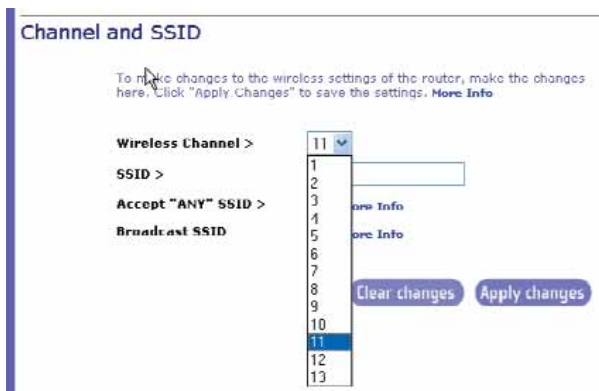 Channel and SSID
To make changes to the wireless settings of the router, make the changes
here. Click "Apply Changes" to save the settings. More Info
Wireless Channel > 11
SSID >
Accept "ANY" SSID > ore Info
Broadcast SSID ore Info
1
2
3
4
5
6
7
8
9
10
11
12
13
Clear changes Apply changes